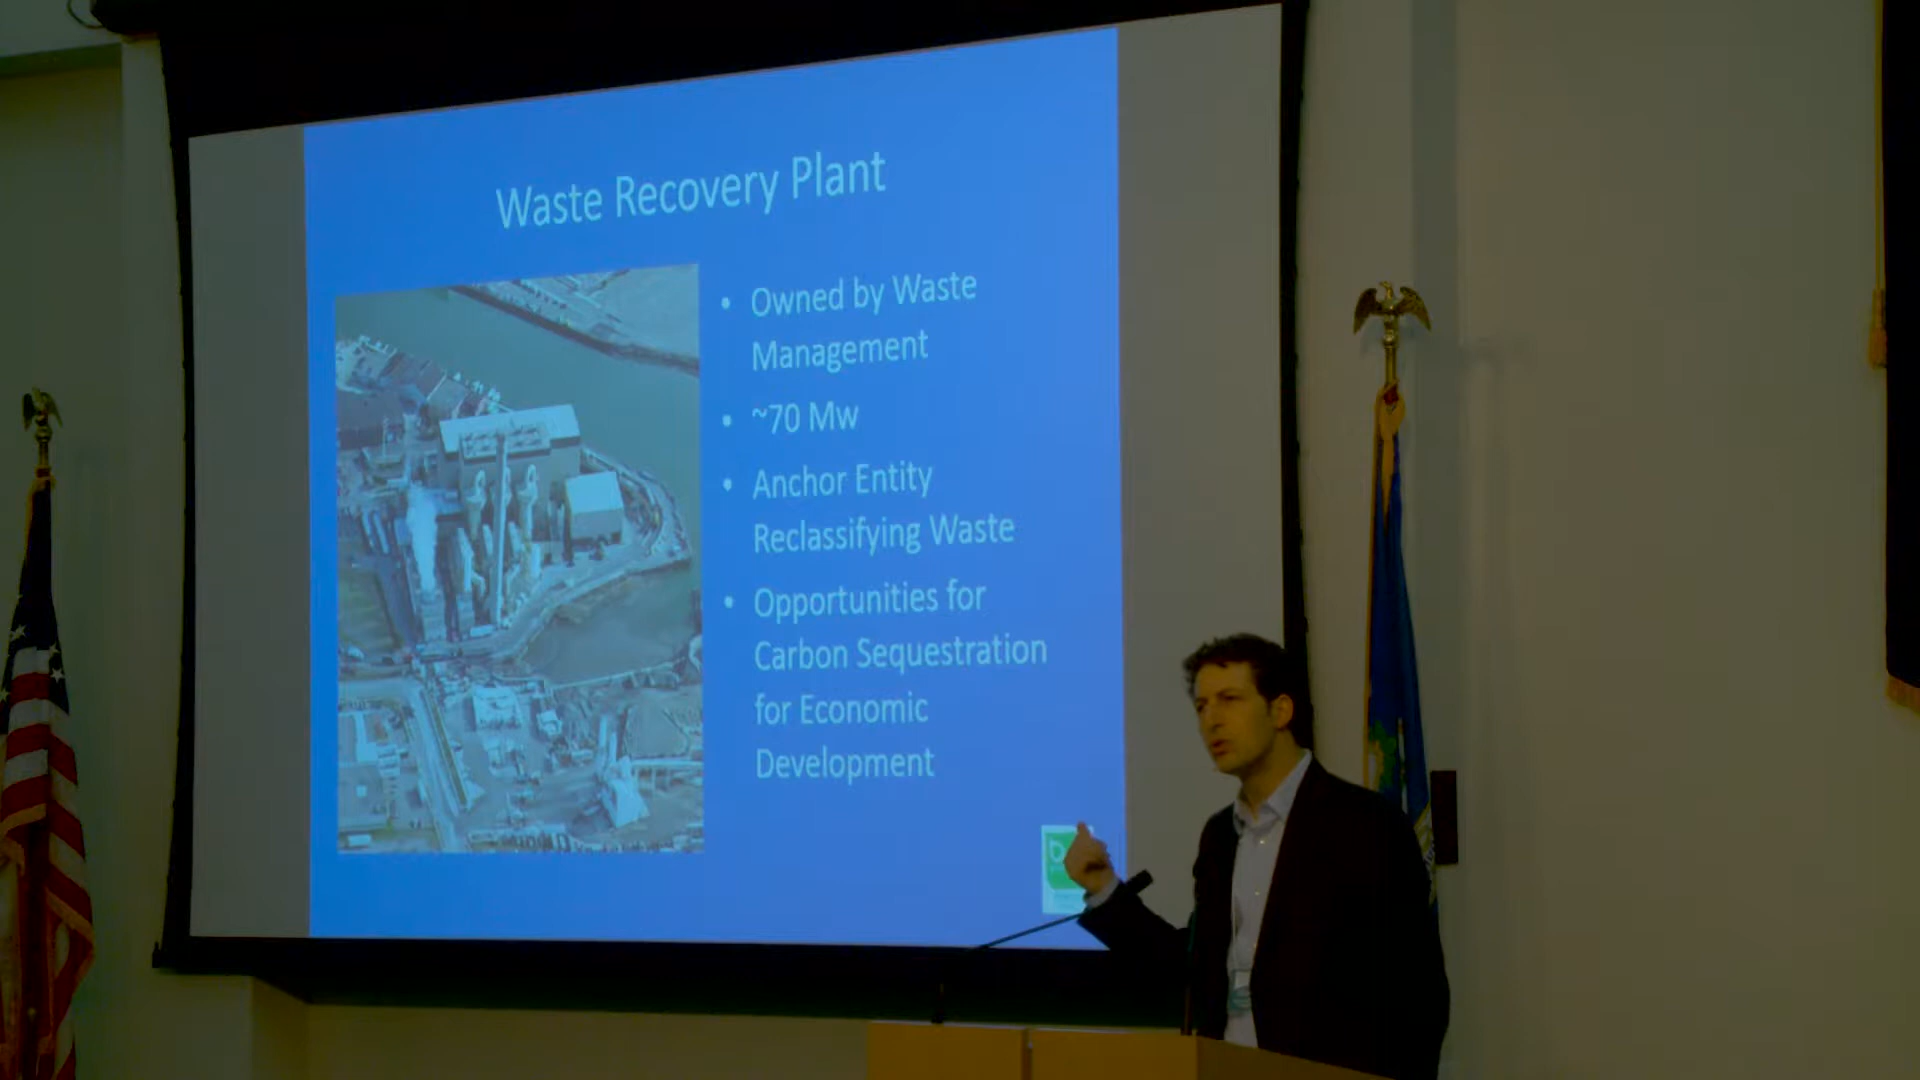 Waste Recovery Plant
• Owned by Waste
Management
• ~70 Mw
• Anchor Entity
Reclassifying Waste
• Opportunities for
Carbon Sequestration
for Economic
Development